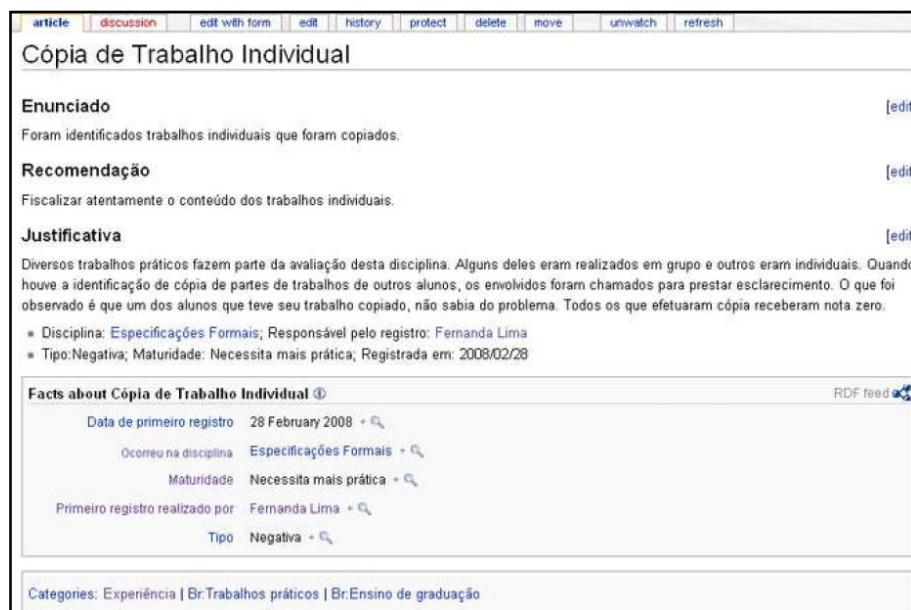 article discussion edit with form edit history protect delete move unwatch refresh
Cópia de Trabalho Individual
Enunciado [edit
Foram identificados trabalhos individuais que foram copiados.
Recomendação [edit
Fiscalizar atentamente o conteúdo dos trabalhos individuais.
Justificativa [edit
Diversos trabalhos práticos fazem parte da avaliação desta disciplina. Alguns deles eram realizados em grupo e outros eram individuais. Quando
houve a identificação de cópia de partes de trabalhos de outros alunos, os envolvidos foram chamados para prestar esclarecimento. O que foi
observado é que um dos alunos que teve seu trabalho copiado, não sabia do problema. Todos os que efetuaram cópia receberam nota zero.
Disciplina: Especificações Formais; Responsável pelo registro: Fernanda Lima
Tipo:Negativa; Maturidade: Necessita mais prática; Registrada em: 2008/02/28
Facts about Cópia de Trabalho Individual RDF feed
Data de primeiro registro 28 February 2008 +
Ocorreu na disciplina Especificações Formais +
Maturidade Necessita mais prática +
Primeiro registro realizado por Fernanda Lima +
Tipo Negativa +
Categories: Experiência | Br:Trabalhos práticos | Br:Ensino de graduação